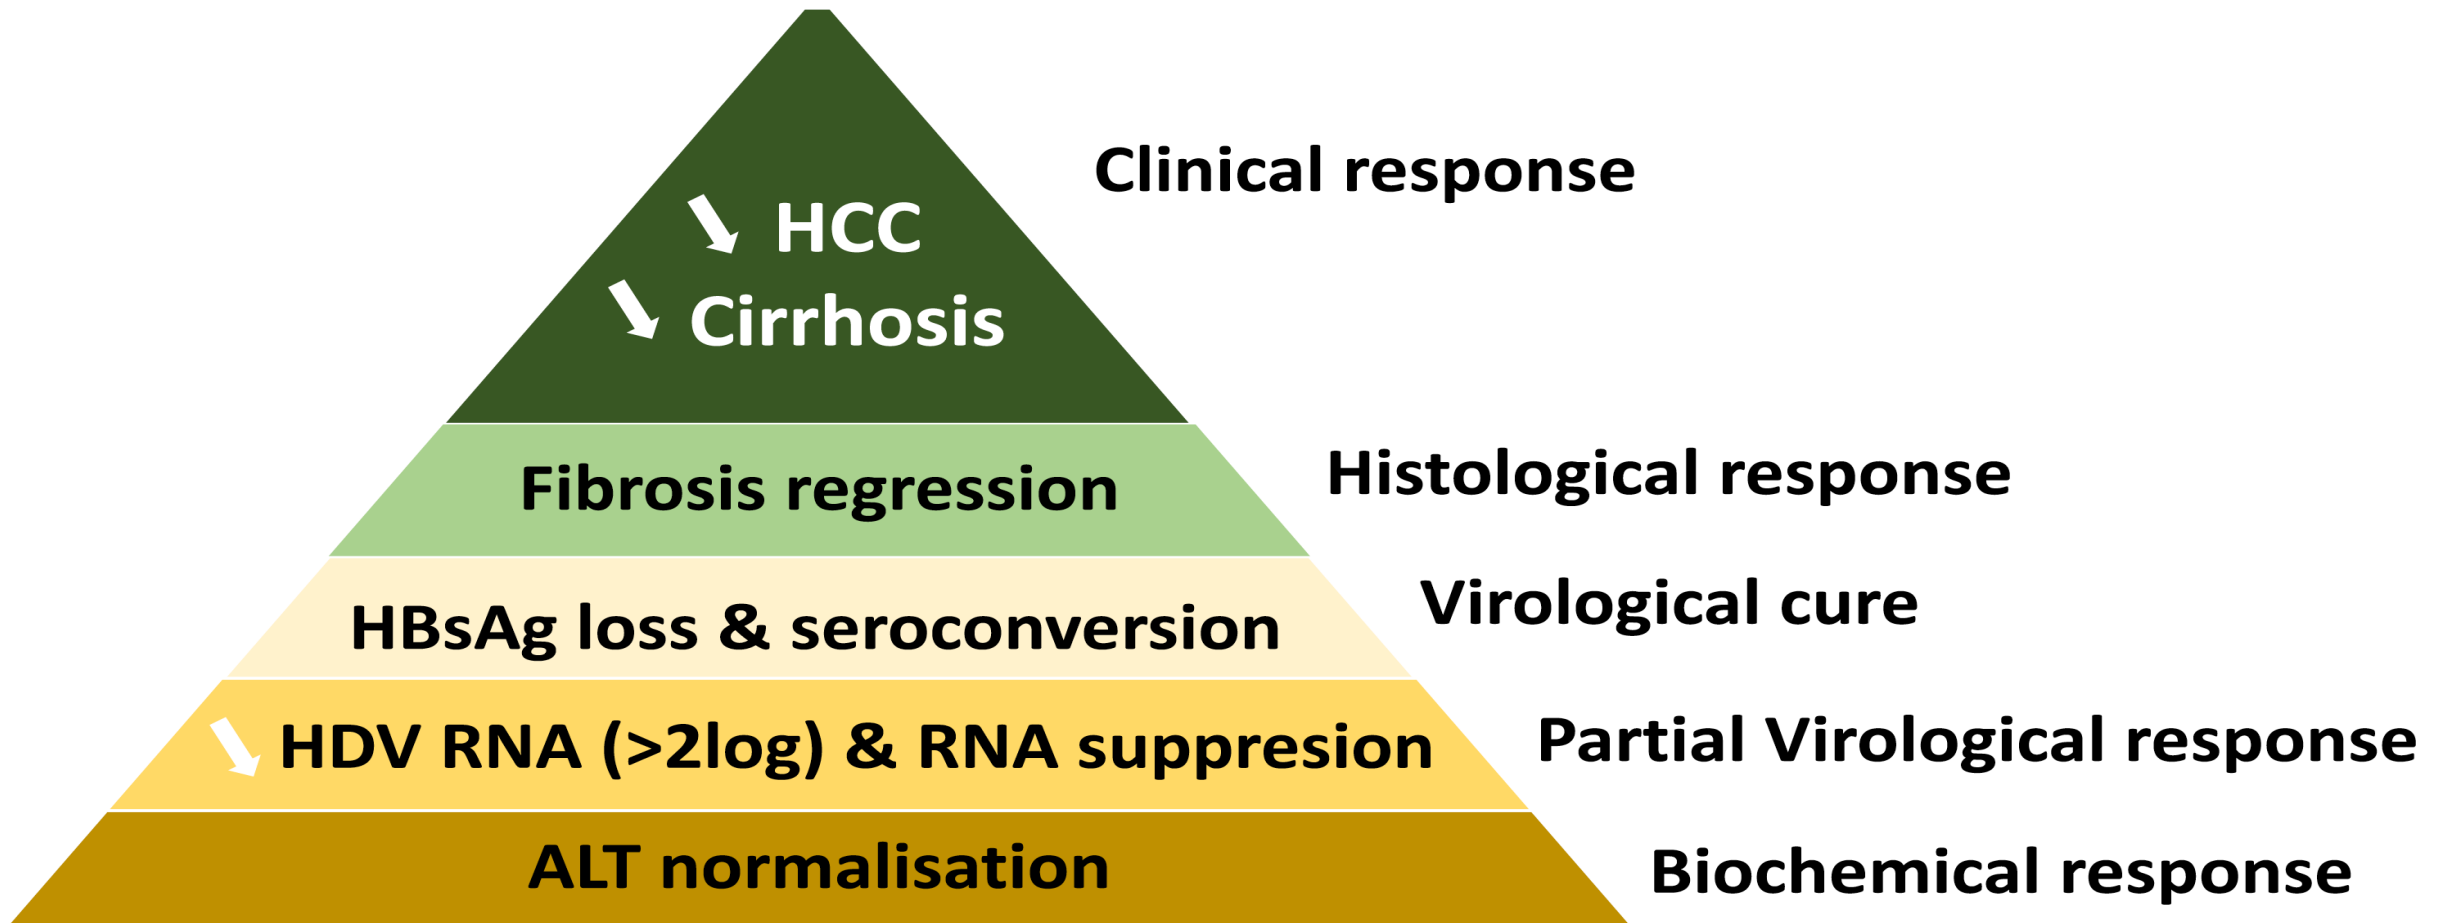 Clinical response
HCC
Cirrhosis
Fibrosis regression
Histological response
HBsAg loss & seroconversion
Virological cure
HDV RNA (>2log) & RNA suppresion
Partial Virological response
ALT normalisation
Biochemical response